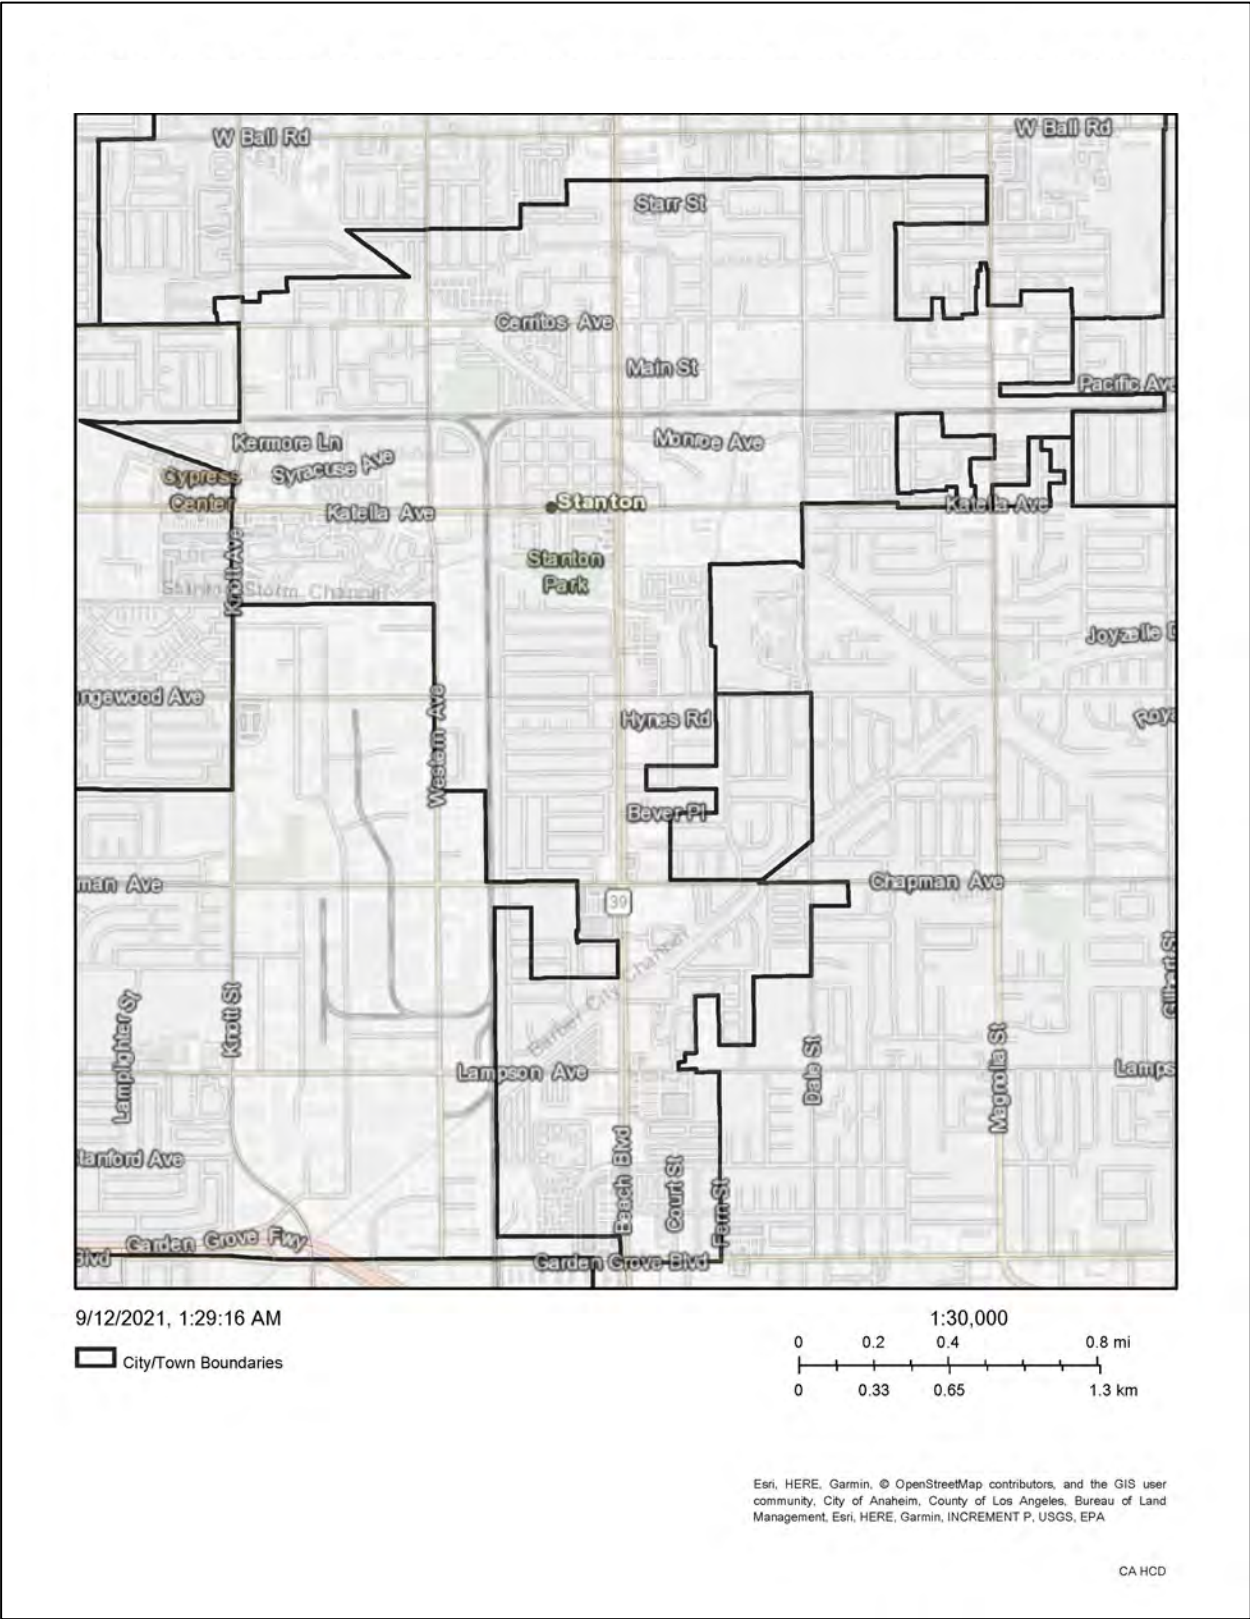 W Ball Rd
W Ball Rd
Starr St
Cerritos Ave
Main St
Pacific Ave
Kermore Ln
Monroe Ave
Syracuse Ave
Cypress
Center
Stanton
Katella Ave
Katella Ave
Knott Ave
Stanton
Park
Stanton Storm Channel
Joyzelle D
ngewood Ave
Western Ave
Hynes Rd
Roya
Bever Pl
man Ave
Chapman Ave
39
Barber City Channel
Gilbert St
Lamplighter St
Knott St
Lampson Ave
Dale St
Magnolia St
Lamps
tanford Ave
Beach Blvd
Court St
Fern St
Garden Grove Fwy
Blvd
Garden Grove Blvd
9/12/2021, 1:29:16 AM
City/Town Boundaries
1:30,000
0 0.2 0.4 0.8 mi
0 0.33 0.65 1.3 km
Esri, HERE, Garmin, © OpenStreetMap contributors, and the GIS user
community, City of Anaheim, County of Los Angeles, Bureau of Land
Management, Esri, HERE, Garmin, INCREMENT P, USGS, EPA
CA HCD